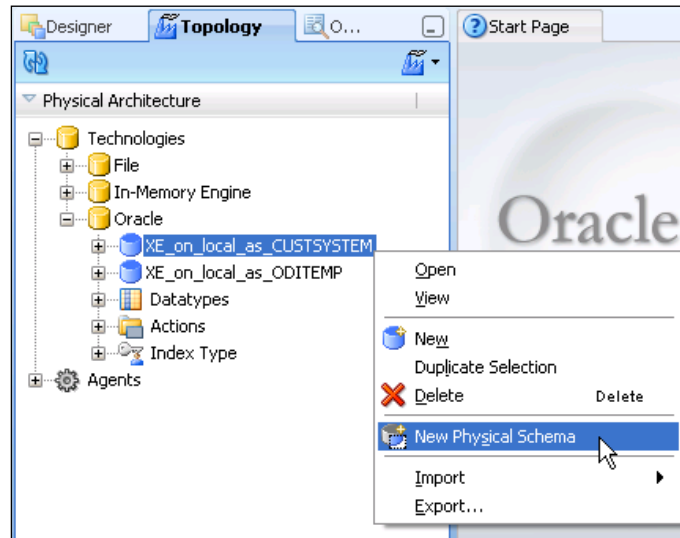 Designer
Topology
O...
Start Page
Physical Architecture
Technologies
File
In-Memory Engine
Oracle
XE_on_local_as_CUSTSYSTEM
XE_on_local_as_ODITEMP
Datatypes
Actions
Index Type
Agents
Oracle
Open
View
New
Duplicate Selection
Delete Delete
New Physical Schema
Import
Export...